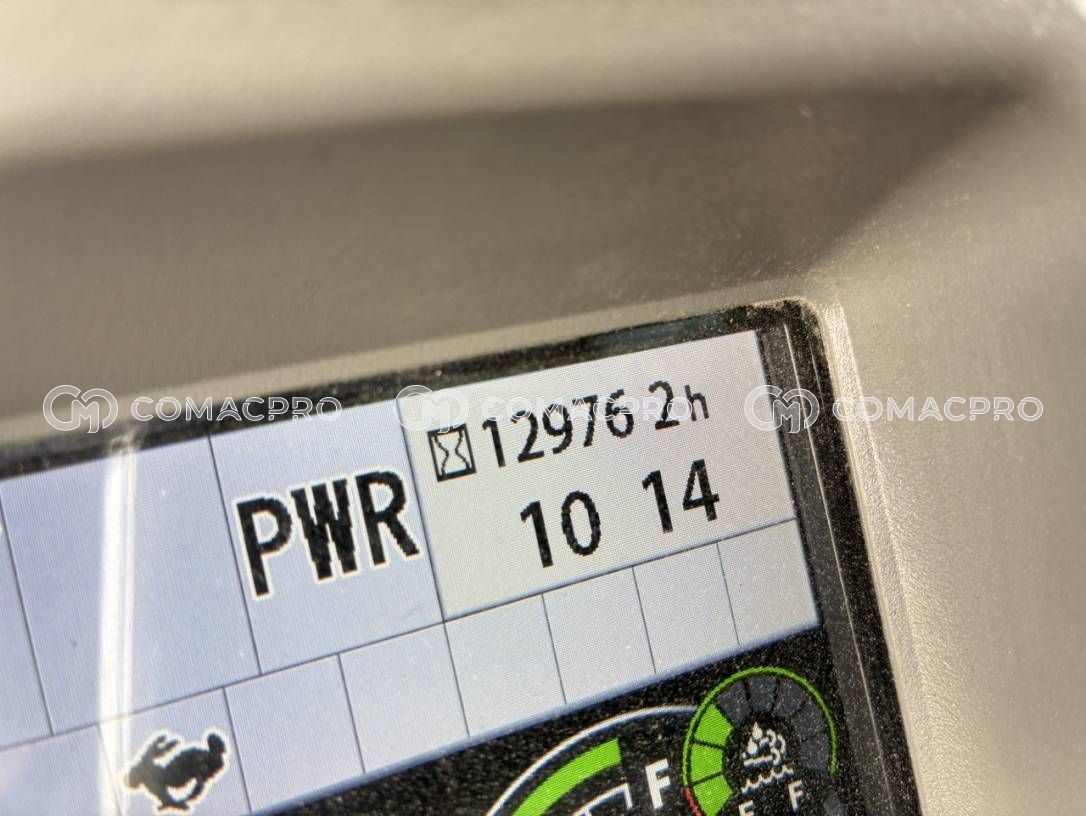 COMACPRO COMACPRO COMACPRO
12976 2h
PWR
10 14
F
F F